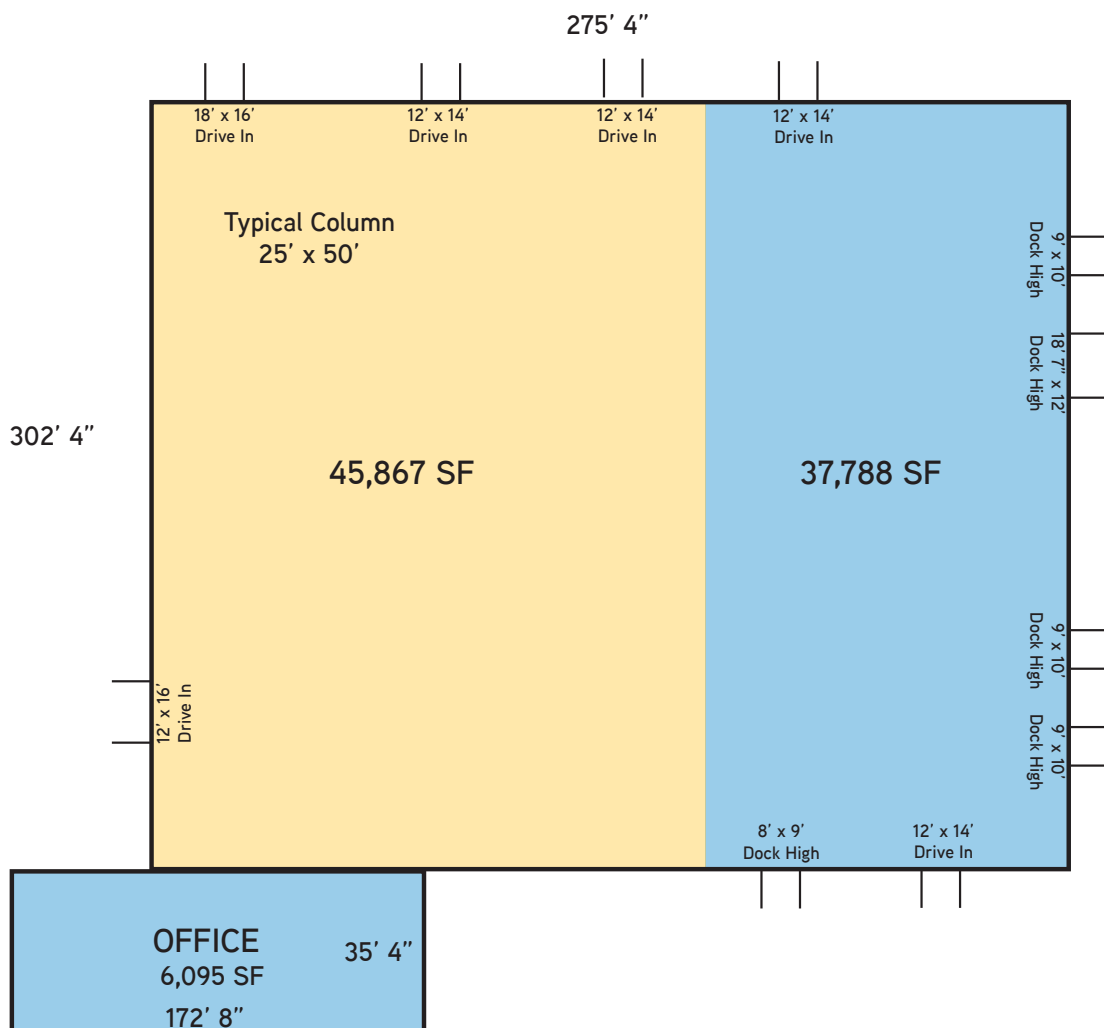 275’ 4”
18’ x 16’
Drive In
12’ x 14’
Drive In
12’ x 14’
Drive In
12’ x 14’
Drive In
Typical Column
25’ x 50’
9’ x 10’
Dock High
18’ 7” x 12’
Dock High
302’ 4”
45,867 SF
37,788 SF
9’ x 10’
Dock High
12’ x 16’
Drive In
9’ x 10’
Dock High
8’ x 9’
Dock High
12’ x 14’
Drive In
OFFICE
6,095 SF
35’ 4”
172’ 8”